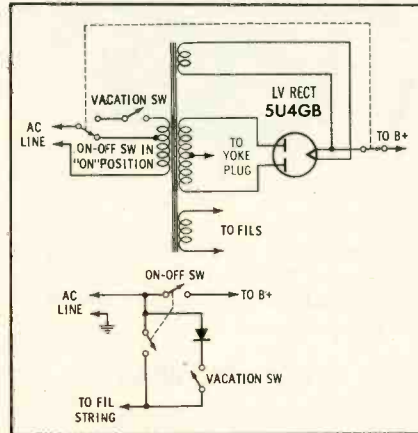 VACATION SW
LV RECT
5U4GB
AC
LINE
TO B+
ON-OFF SW IN
"ON" POSITION
TO
YOKE
PLUG
TO FILS
ON-OFF SW
AC
LINE
TO B+
VACATION SW
TO FIL
STRING